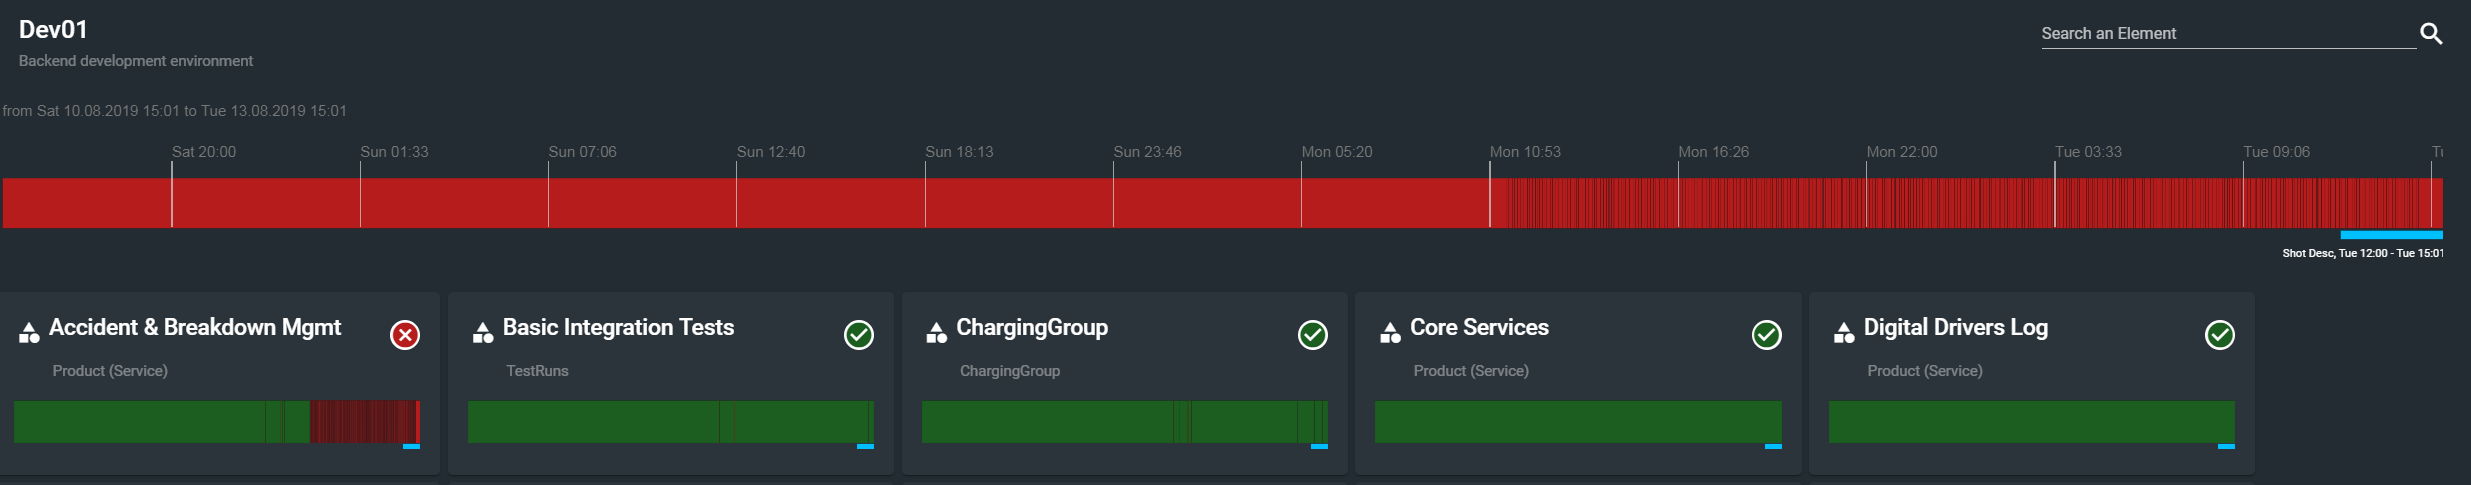 Dev01
Search an Element
Backend development environment
from Sat 10.08.2019 15:01 to Tue 13.08.2019 15:01
Sat 20:00 Sun 01:33 Sun 07:06 Sun 12:40 Sun 18:13 Sun 23:46 Mon 05:20 Mon 10:53 Mon 16:26 Mon 22:00 Tue 03:33 Tue 09:06
Shot Desc, Tue 12:00 - Tue 15:01
Accident & Breakdown Mgmt
Product (Service)
Basic Integration Tests
TestRuns
ChargingGroup
ChargingGroup
Core Services
Product (Service)
Digital Drivers Log
Product (Service)